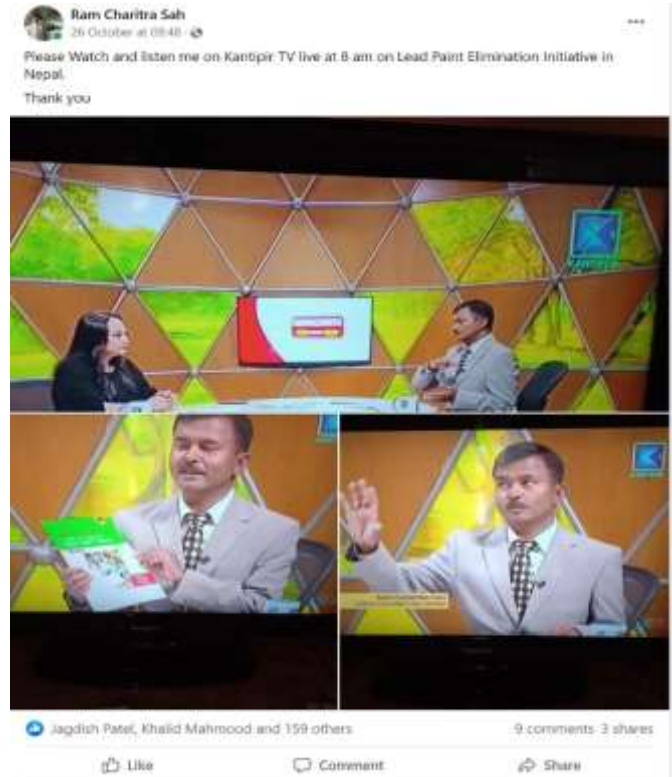 Ram Charitra Sah
26 October at 09:48
Please Watch and listen me on Kantipir TV live at 8 am on Lead Paint Elimination Initiative in
Nepal.
Thank you
Jagdish Patel, Khalid Mahmood and 159 others
9 comments 3 shares
Like
Comment
Share